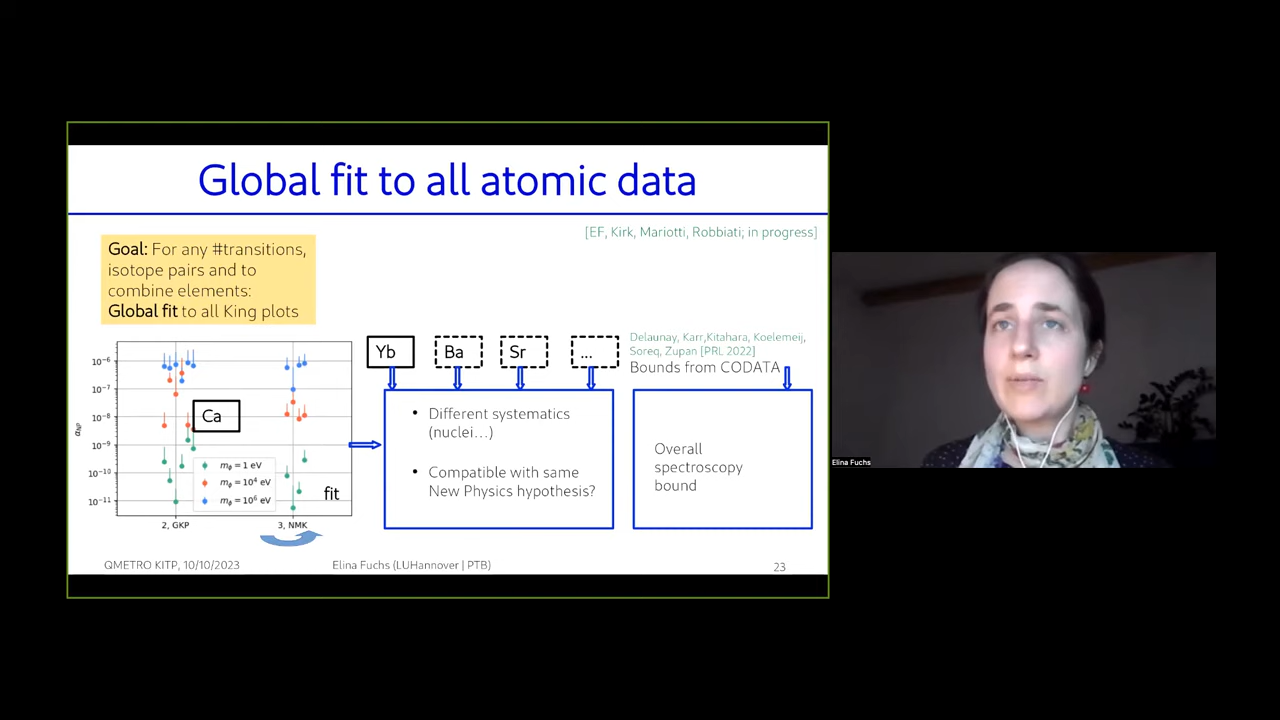 Global fit to all atomic data
[EF, Kirk, Mariotti, Robbiati; in progress]
Goal: For any #transitions,
isotope pairs and to
combine elements:
Global fit to all King plots
Yb
Ba
Sr
...
Delaunay, Karr,Kitahara, Koelemeij,
Soreq, Zupan [PRL 2022]
Bounds from CODATA
10⁻⁶
10⁻⁷
10⁻⁸
10⁻⁹
10⁻¹⁰
10⁻¹¹
α_NP
Ca
m_ϕ = 1 eV
m_ϕ = 10⁴ eV
m_ϕ = 10⁶ eV
fit
2, GKP
3, NMK
• Different systematics
(nuclei...)
• Compatible with same
New Physics hypothesis?
Overall
spectroscopy
bound
QMETRO KITP, 10/10/2023
Elina Fuchs (LUHannover | PTB)
23
Elina Fuchs